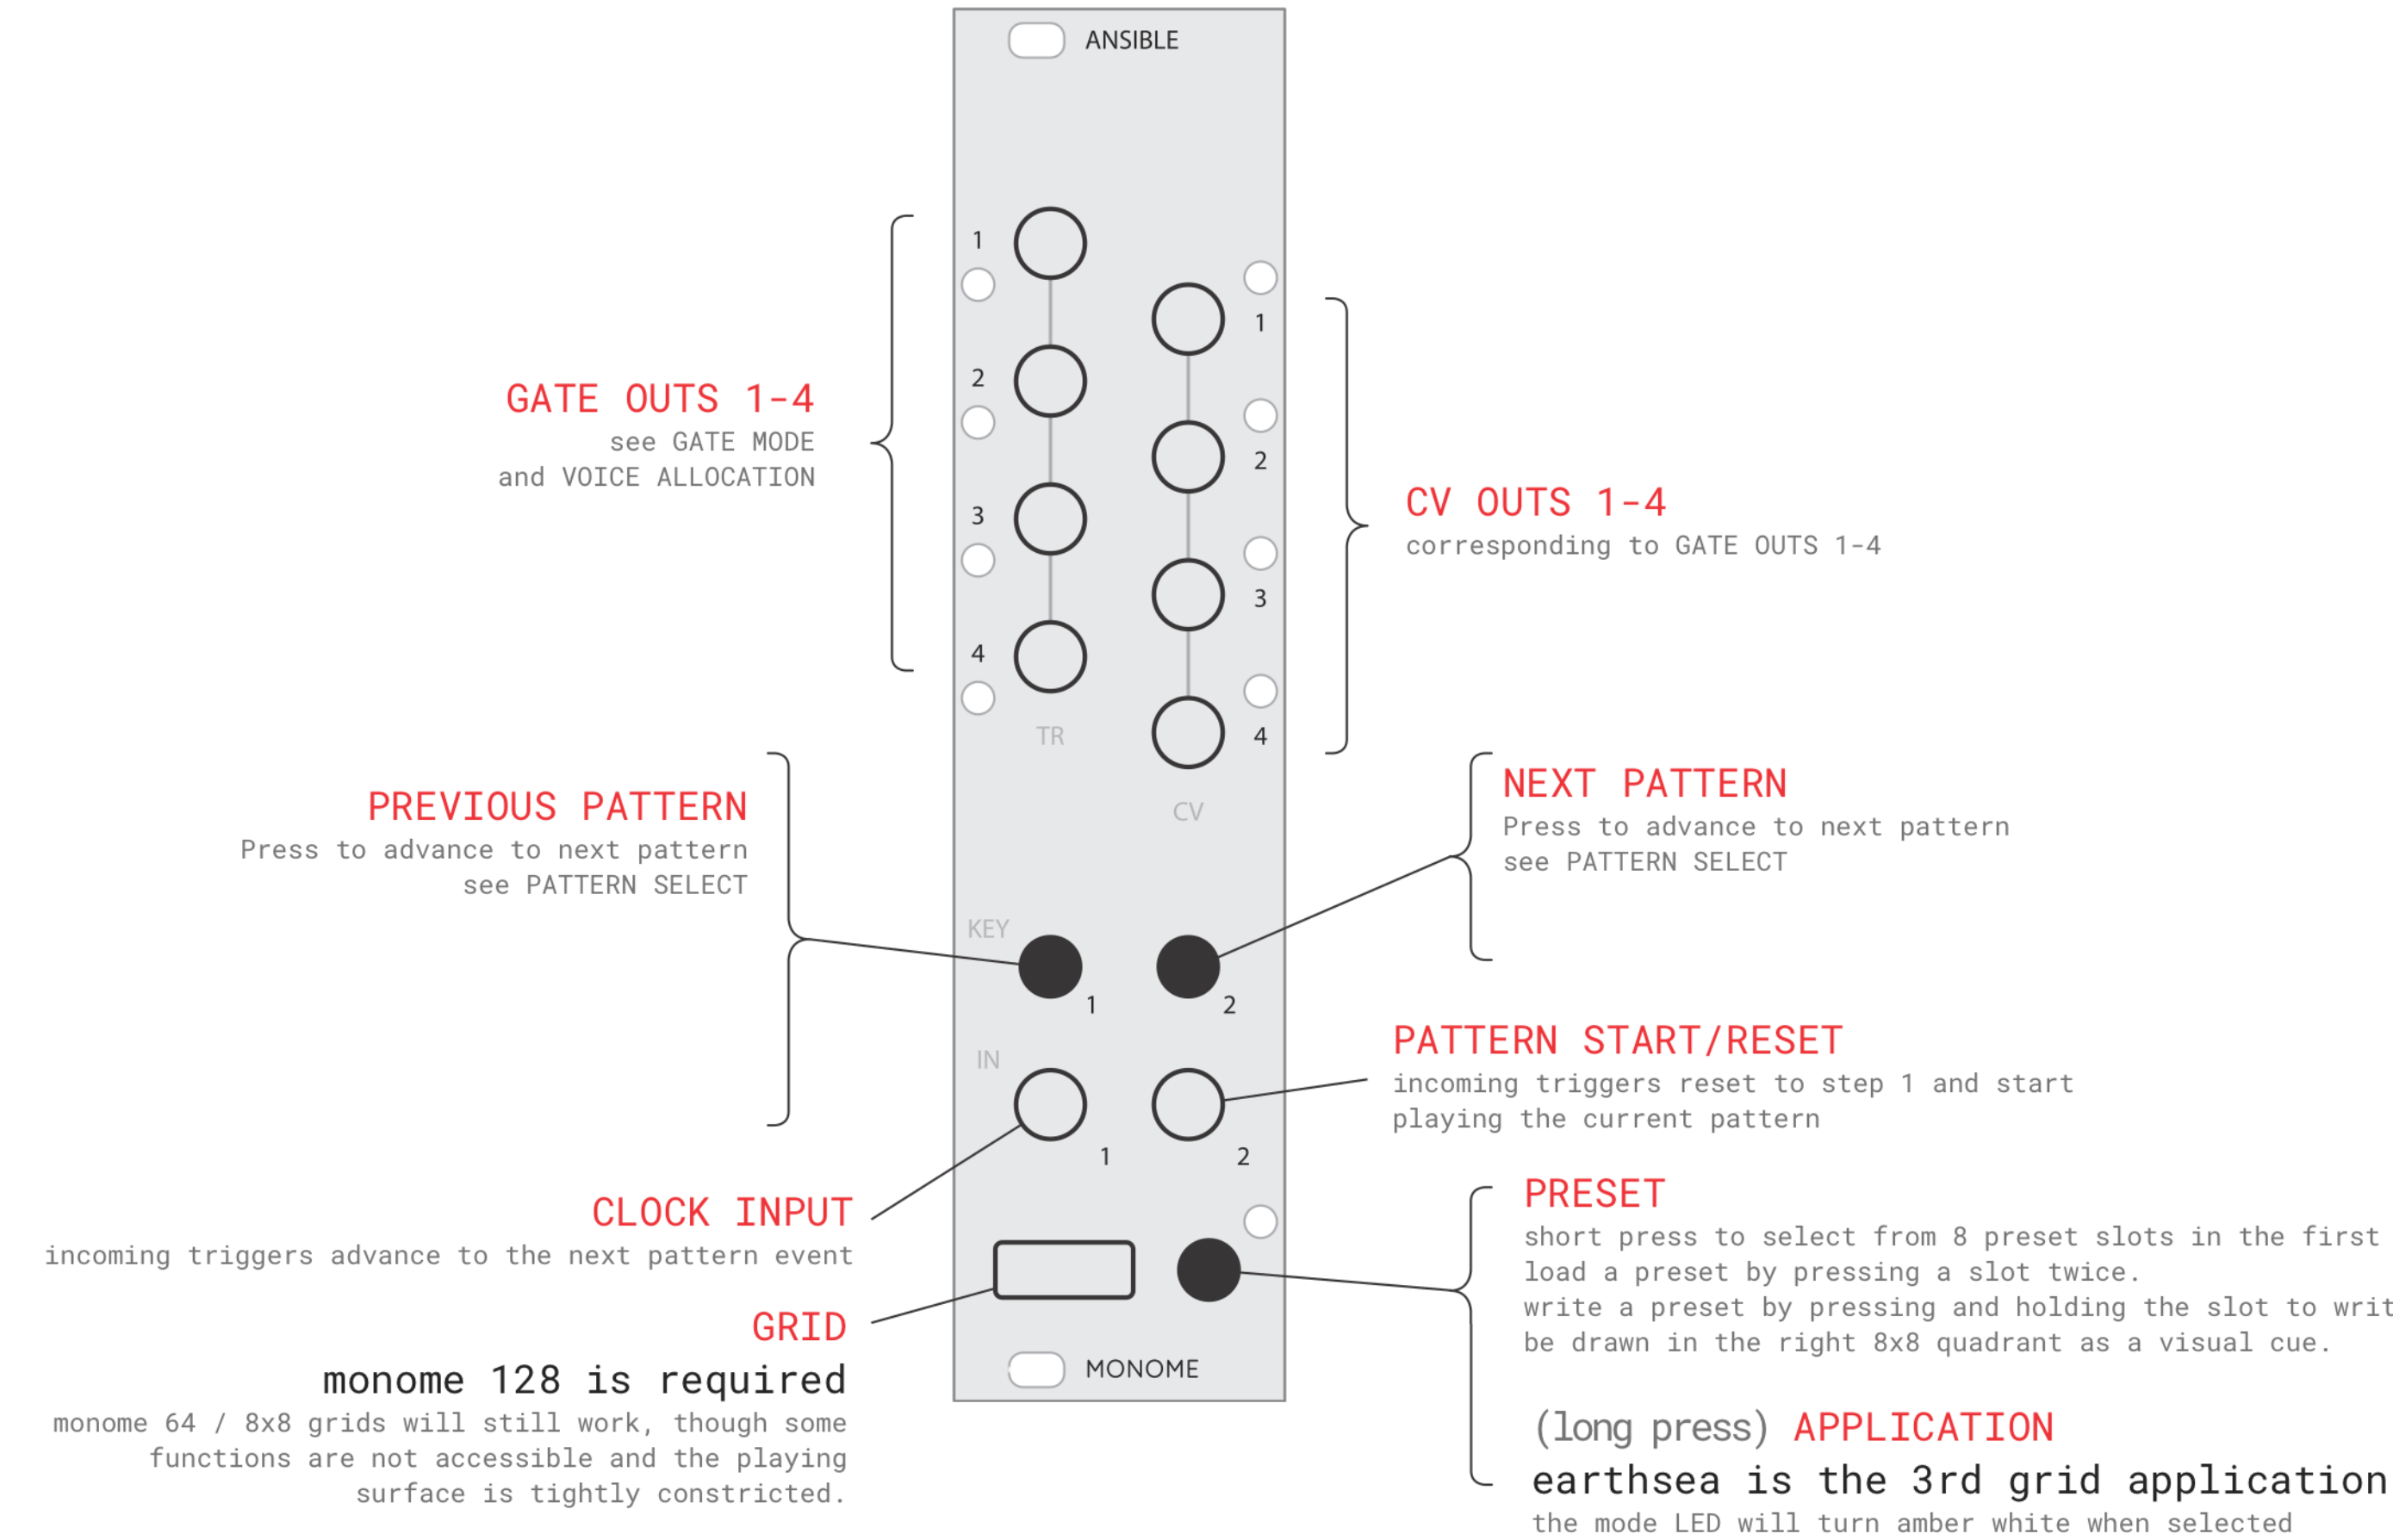 ANSIBLE
1
2
3
4
TR
1
2
3
4
CV
GATE OUTS 1-4
see GATE MODE
and VOICE ALLOCATION
CV OUTS 1-4
corresponding to GATE OUTS 1-4
PREVIOUS PATTERN
Press to advance to next pattern
see PATTERN SELECT
NEXT PATTERN
Press to advance to next pattern
see PATTERN SELECT
KEY
1
2
IN
1
2
PATTERN START/RESET
incoming triggers reset to step 1 and start
playing the current pattern
CLOCK INPUT
incoming triggers advance to the next pattern event
GRID
monome 128 is required
monome 64 / 8x8 grids will still work, though some
functions are not accessible and the playing
surface is tightly constricted.
PRESET
short press to select from 8 preset slots in the first
load a preset by pressing a slot twice.
write a preset by pressing and holding the slot to writ
be drawn in the right 8x8 quadrant as a visual cue.
(long press) APPLICATION
earthsea is the 3rd grid application
the mode LED will turn amber white when selected
MONOME